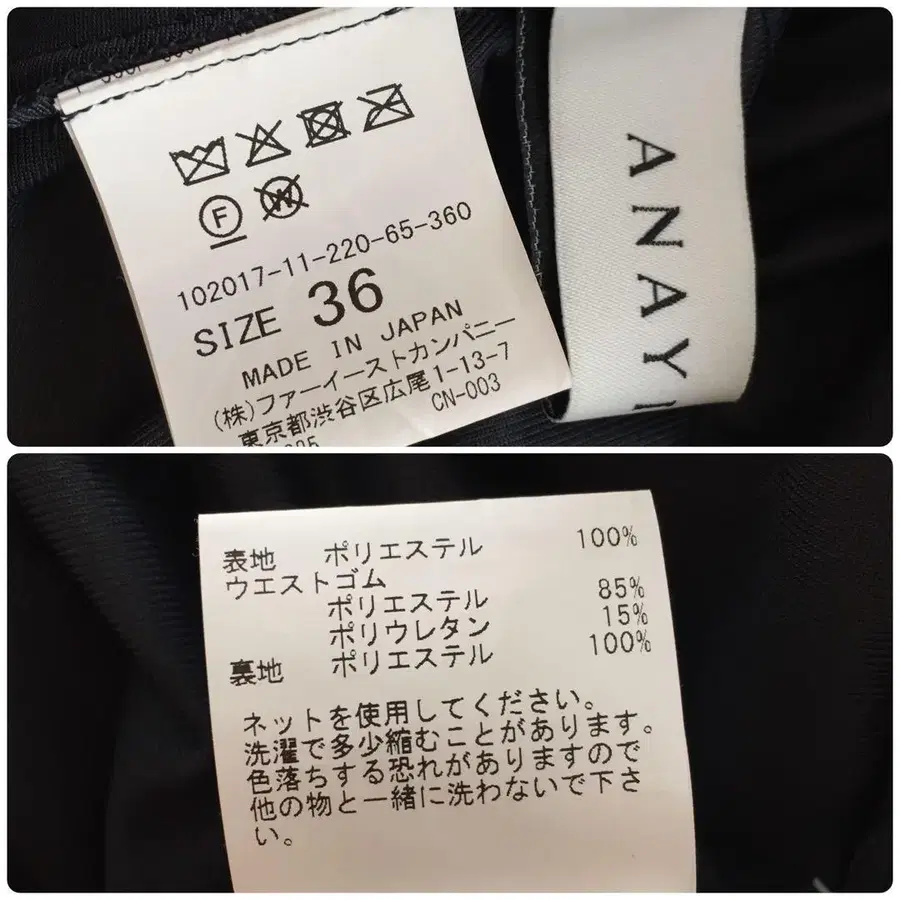 F
W
102017-11-220-65-360
SIZE 36
MADE IN JAPAN
(株)ファーイーストカンパニー
東京都渋谷区広尾1-13-7
CN-003
ANAY
表地 ポリエステル 100%
ウエストゴム
ポリエステル 85%
ポリウレタン 15%
裏地 ポリエステル 100%
ネットを使用してください。
洗濯で多少縮むことがあります。
色落ちする恐れがありますので
他の物と一緒に洗わないで下さ
い。